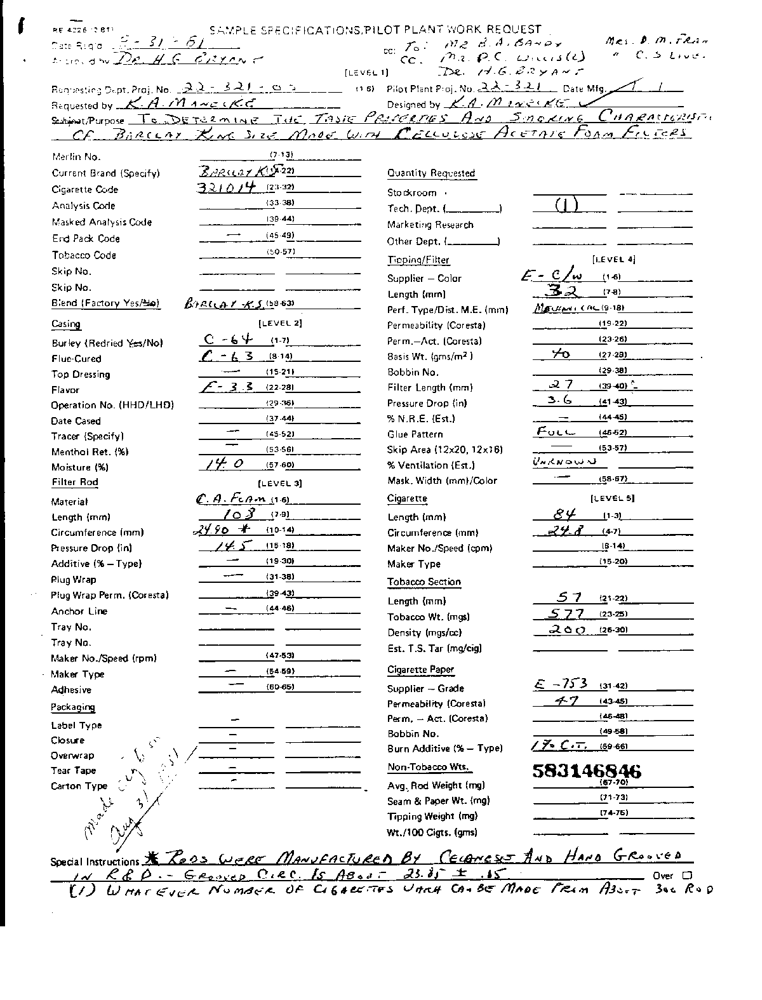 RE 4226 (2 81)
SAMPLE SPECIFICATIONS/PILOT PLANT WORK REQUEST
Date Req'd 8-31-81
cc: To: MR B.A. BANDY MRS. D. M. FRAN
DR H.G. BRYANT
CC. MR. P.C. WILLIS(L) " C. S LOVE.
[LEVEL 1] DR. H.G. BRYANT
Requesting Dept. Proj. No. 22-321-0 (1-6) Pilot Plant Proj. No. 22-321 Date Mfg. / /
Requested by K.A. MANECKE Designed by K.A. MANECKE
Subject/Purpose TO DETERMINE THE TASTE PROPERTIES AND SMOKING CHARACTERISTI
OF BARCLAY KING SIZE MADE WITH CELLULOSE ACETATE FOAM FILTERS
Merfin No. (7-13)
Current Brand (Specify) BARCLAY KS 22)
Cigarette Code 321014 (23-32)
Analysis Code (33-38)
Masked Analysis Code (39-44)
End Pack Code — (45-49)
Tobacco Code (50-57)
Skip No.
Skip No.
Blend (Factory Yes/No) BARCLAY K.S. (58-63)
Casing [LEVEL 2]
Burley (Redried Yes/No) C-64 (1-7)
Flue-Cured C-63 (8-14)
Top Dressing — (15-21)
Flavor F-33 (22-28)
Operation No. (HHD/LHD) (29-36)
Date Cased (37-44)
Tracer (Specify) — (45-52)
Menthol Ret. (%) — (53-56)
Moisture (%) 14.0 (57-60)
Filter Rod [LEVEL 3]
Material C.A. FOAM (1-6)
Length (mm) 108 (7-9)
Circumference (mm) 24.90 * (10-14)
Pressure Drop (in) 14.5 (15-18)
Additive (% – Type) — (19-30)
Plug Wrap — (31-38)
Plug Wrap Perm. (Coresta) (39-43)
Anchor Line — (44-46)
Tray No.
Tray No.
Maker No./Speed (rpm) (47-53)
Maker Type — (54-59)
Adhesive — (60-65)
Packaging
Label Type —
Closure —
Overwrap —
Tear Tape —
Carton Type —
Made
Aug 31 1981
Quantity Requested
Stockroom
Tech. Dept. ( ) (1)
Marketing Research
Other Dept. ( )
Tipping/Filter [LEVEL 4]
Supplier – Color E-C/W (1-6)
Length (mm) 32 (7-8)
Perf. Type/Dist. M.E. (mm) MECHANICAL (9-18)
Permeability (Coresta) (19-22)
Perm.–Act. (Coresta) (23-26)
Basis Wt. (gms/m²) 40 (27-28)
Bobbin No. (29-38)
Filter Length (mm) 27 (39-40)
Pressure Drop (in) 3.6 (41-43)
% N.R.E. (Est.) — (44-45)
Glue Pattern FULL (46-52)
Skip Area (12x20, 12x16) — (53-57)
% Ventilation (Est.) UNKNOWN
Mask. Width (mm)/Color — (58-67)
Cigarette [LEVEL 5]
Length (mm) 84 (1-3)
Circumference (mm) 24.8 (4-7)
Maker No./Speed (cpm) (8-14)
Maker Type (15-20)
Tobacco Section
Length (mm) 57 (21-22)
Tobacco Wt. (mgs) 577 (23-25)
Density (mgs/cc) 200 (26-30)
Est. T.S. Tar (mg/cig)
Cigarette Paper
Supplier – Grade E-753 (31-42)
Permeability (Coresta) 47 (43-45)
Perm, – Act. (Coresta) (46-48)
Bobbin No. (49-58)
Burn Additive (% – Type) 1% C.T. (59-66)
Non-Tobacco Wts. 583146846
Avg. Rod Weight (mg) (67-70)
Seam & Paper Wt. (mg) (71-73)
Tipping Weight (mg) (74-76)
Wt./100 Cigts. (gms)
Special Instructions * RODS WERE MANUFACTURED BY CELANESE AND HAND GROOVED
IN R&D. – GROOVED CIRC. IS ABOUT 23.85 ± .15 Over ☐
(1) WHATEVER NUMBER OF CIGARETTES WHICH CAN BE MADE FROM ABOUT 300 ROD